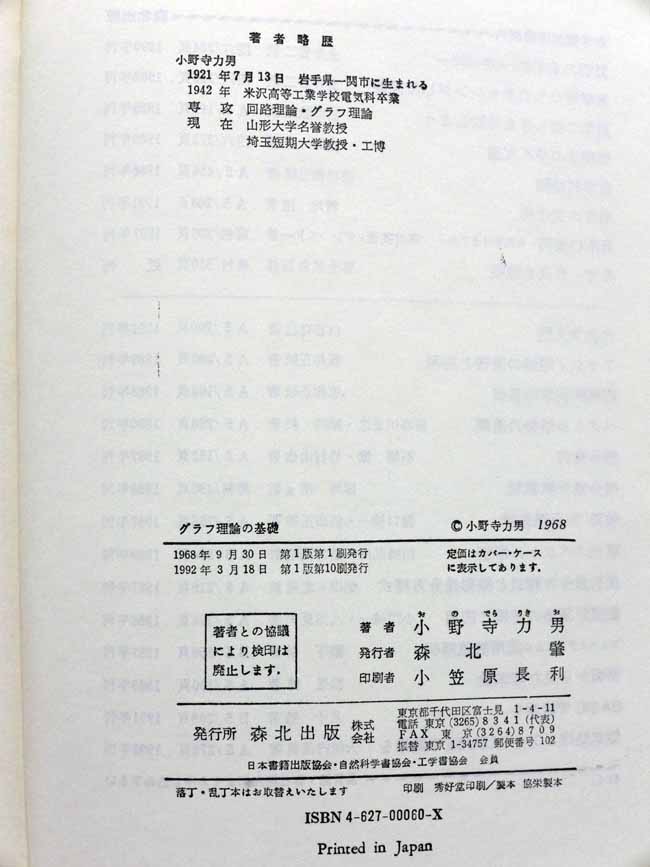 著者略歴
小野寺力男
1921年7月13日 岩手県一関市に生まれる
1942年 米沢高等工業学校電気科卒業
専攻 回路理論・グラフ理論
現在 山形大学名誉教授
埼玉短期大学教授・工博
グラフ理論の基礎
© 小野寺力男 1968
1968年9月30日 第1版第1刷発行
1992年3月18日 第1版第10刷発行
定価はカバー・ケース
に表示してあります。
著者との協議
により検印は
廃止します。
お の でら りき お
著者 小野寺力男
発行者 森北 肇
印刷者 小笠原長利
発行所 森北出版 株式会社
東京都千代田区富士見 1-4-11
電話 東京(3265)8341(代表)
FAX 東京(3264)8709
振替 東京1-34757 郵便番号102
日本書籍出版協会・自然科学書協会・工学書協会 会員
落丁・乱丁本はお取替えいたします
印刷 秀好堂印刷/製本 協栄製本
ISBN 4-627-00060-X
Printed in Japan